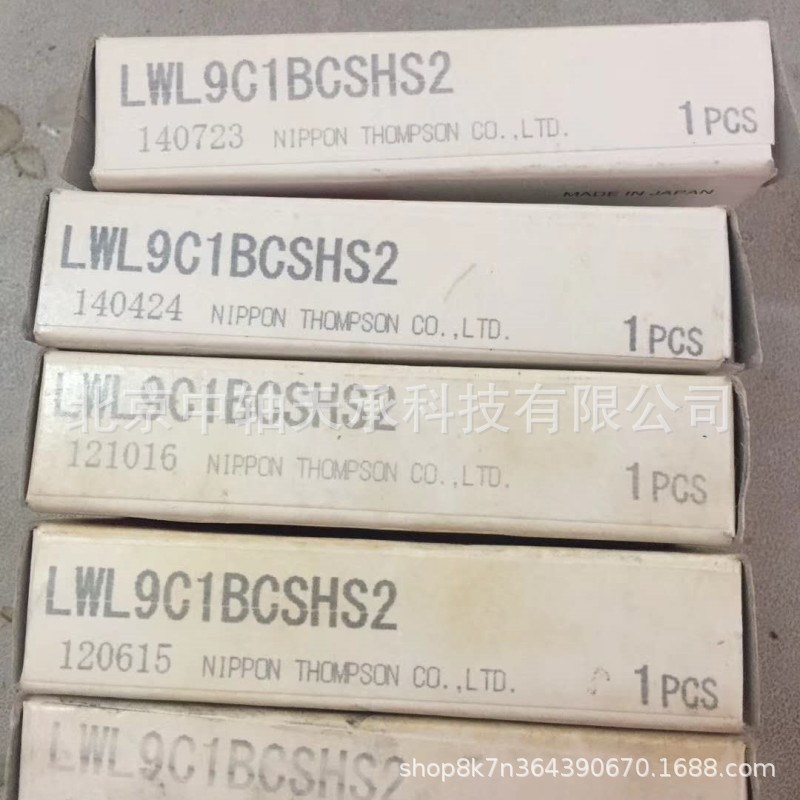 LWL9C1BCSHS2
140723 NIPPON THOMPSON CO.,LTD. 1PCS
MADE IN JAPAN
LWL9C1BCSHS2
140424 NIPPON THOMPSON CO.,LTD. 1PCS
LWL9C1BCSHS2
北京中轴天承科技有限公司
121016 NIPPON THOMPSON CO.,LTD. 1PCS
LWL9C1BCSHS2
120615 NIPPON THOMPSON CO.,LTD. 1PCS
LWL9C1BCSHS2
shop8k7n364390670.1688.com